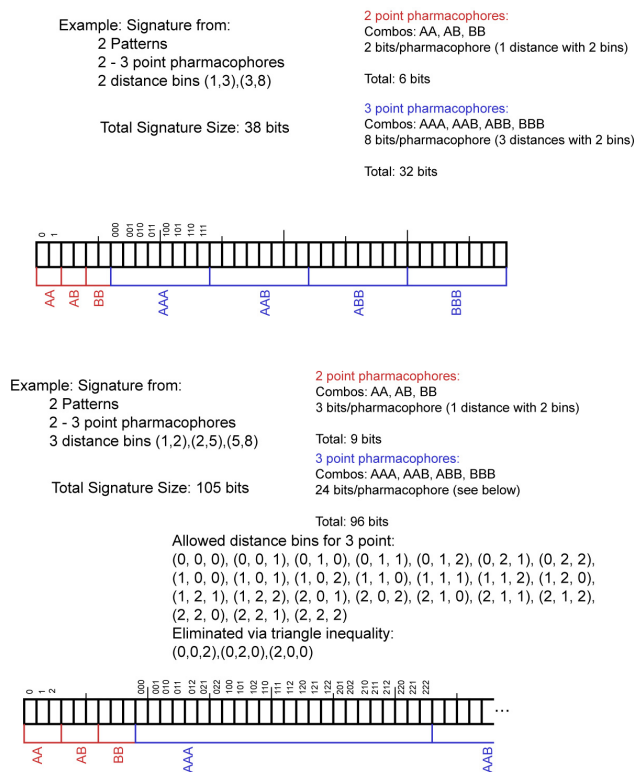 Example: Signature from:
2 Patterns
2 - 3 point pharmacophores
2 distance bins (1,3),(3,8)
Total Signature Size: 38 bits
2 point pharmacophores:
Combos: AA, AB, BB
2 bits/pharmacophore (1 distance with 2 bins)
Total: 6 bits
3 point pharmacophores:
Combos: AAA, AAB, ABB, BBB
8 bits/pharmacophore (3 distances with 2 bins)
Total: 32 bits
0 1 000 001 010 011 100 101 110 111
AA AB BB AAA AAB ABB BBB
Example: Signature from:
2 Patterns
2 - 3 point pharmacophores
3 distance bins (1,2),(2,5),(5,8)
Total Signature Size: 105 bits
2 point pharmacophores:
Combos: AA, AB, BB
3 bits/pharmacophore (1 distance with 2 bins)
Total: 9 bits
3 point pharmacophores:
Combos: AAA, AAB, ABB, BBB
24 bits/pharmacophore (see below)
Total: 96 bits
Allowed distance bins for 3 point:
(0, 0, 0), (0, 0, 1), (0, 1, 0), (0, 1, 1), (0, 1, 2), (0, 2, 1), (0, 2, 2),
(1, 0, 0), (1, 0, 1), (1, 0, 2), (1, 1, 0), (1, 1, 1), (1, 1, 2), (1, 2, 0),
(1, 2, 1), (1, 2, 2), (2, 0, 1), (2, 0, 2), (2, 1, 0), (2, 1, 1), (2, 1, 2),
(2, 2, 0), (2, 2, 1), (2, 2, 2)
Eliminated via triangle inequality:
(0,0,2),(0,2,0),(2,0,0)
0 1 2 000 001 010 011 012 021 022 100 101 102 110 111 112 120 121 122 201 202 210 211 212 220 221 222
...
AA AB BB AAA AAB